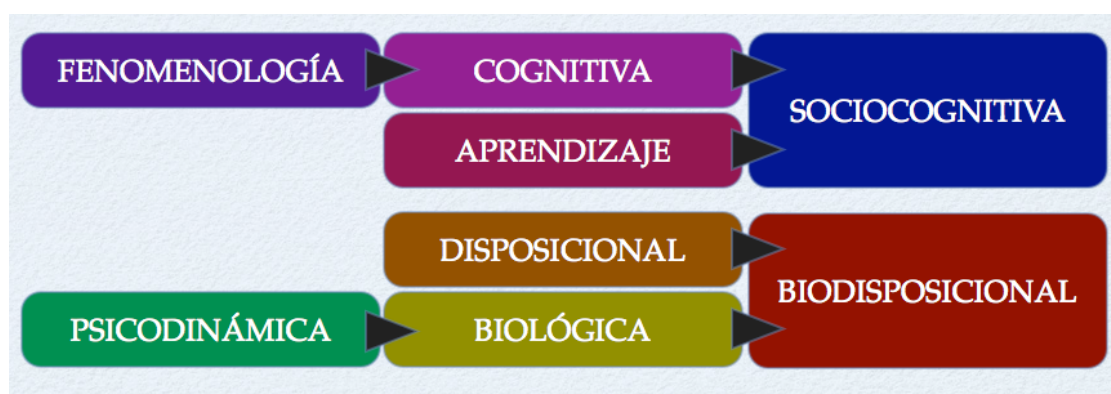 FENOMENOLOGÍA
COGNITIVA
SOCIOCOGNITIVA
APRENDIZAJE
DISPOSICIONAL
BIODISPOSICIONAL
PSICODINÁMICA
BIOLÓGICA